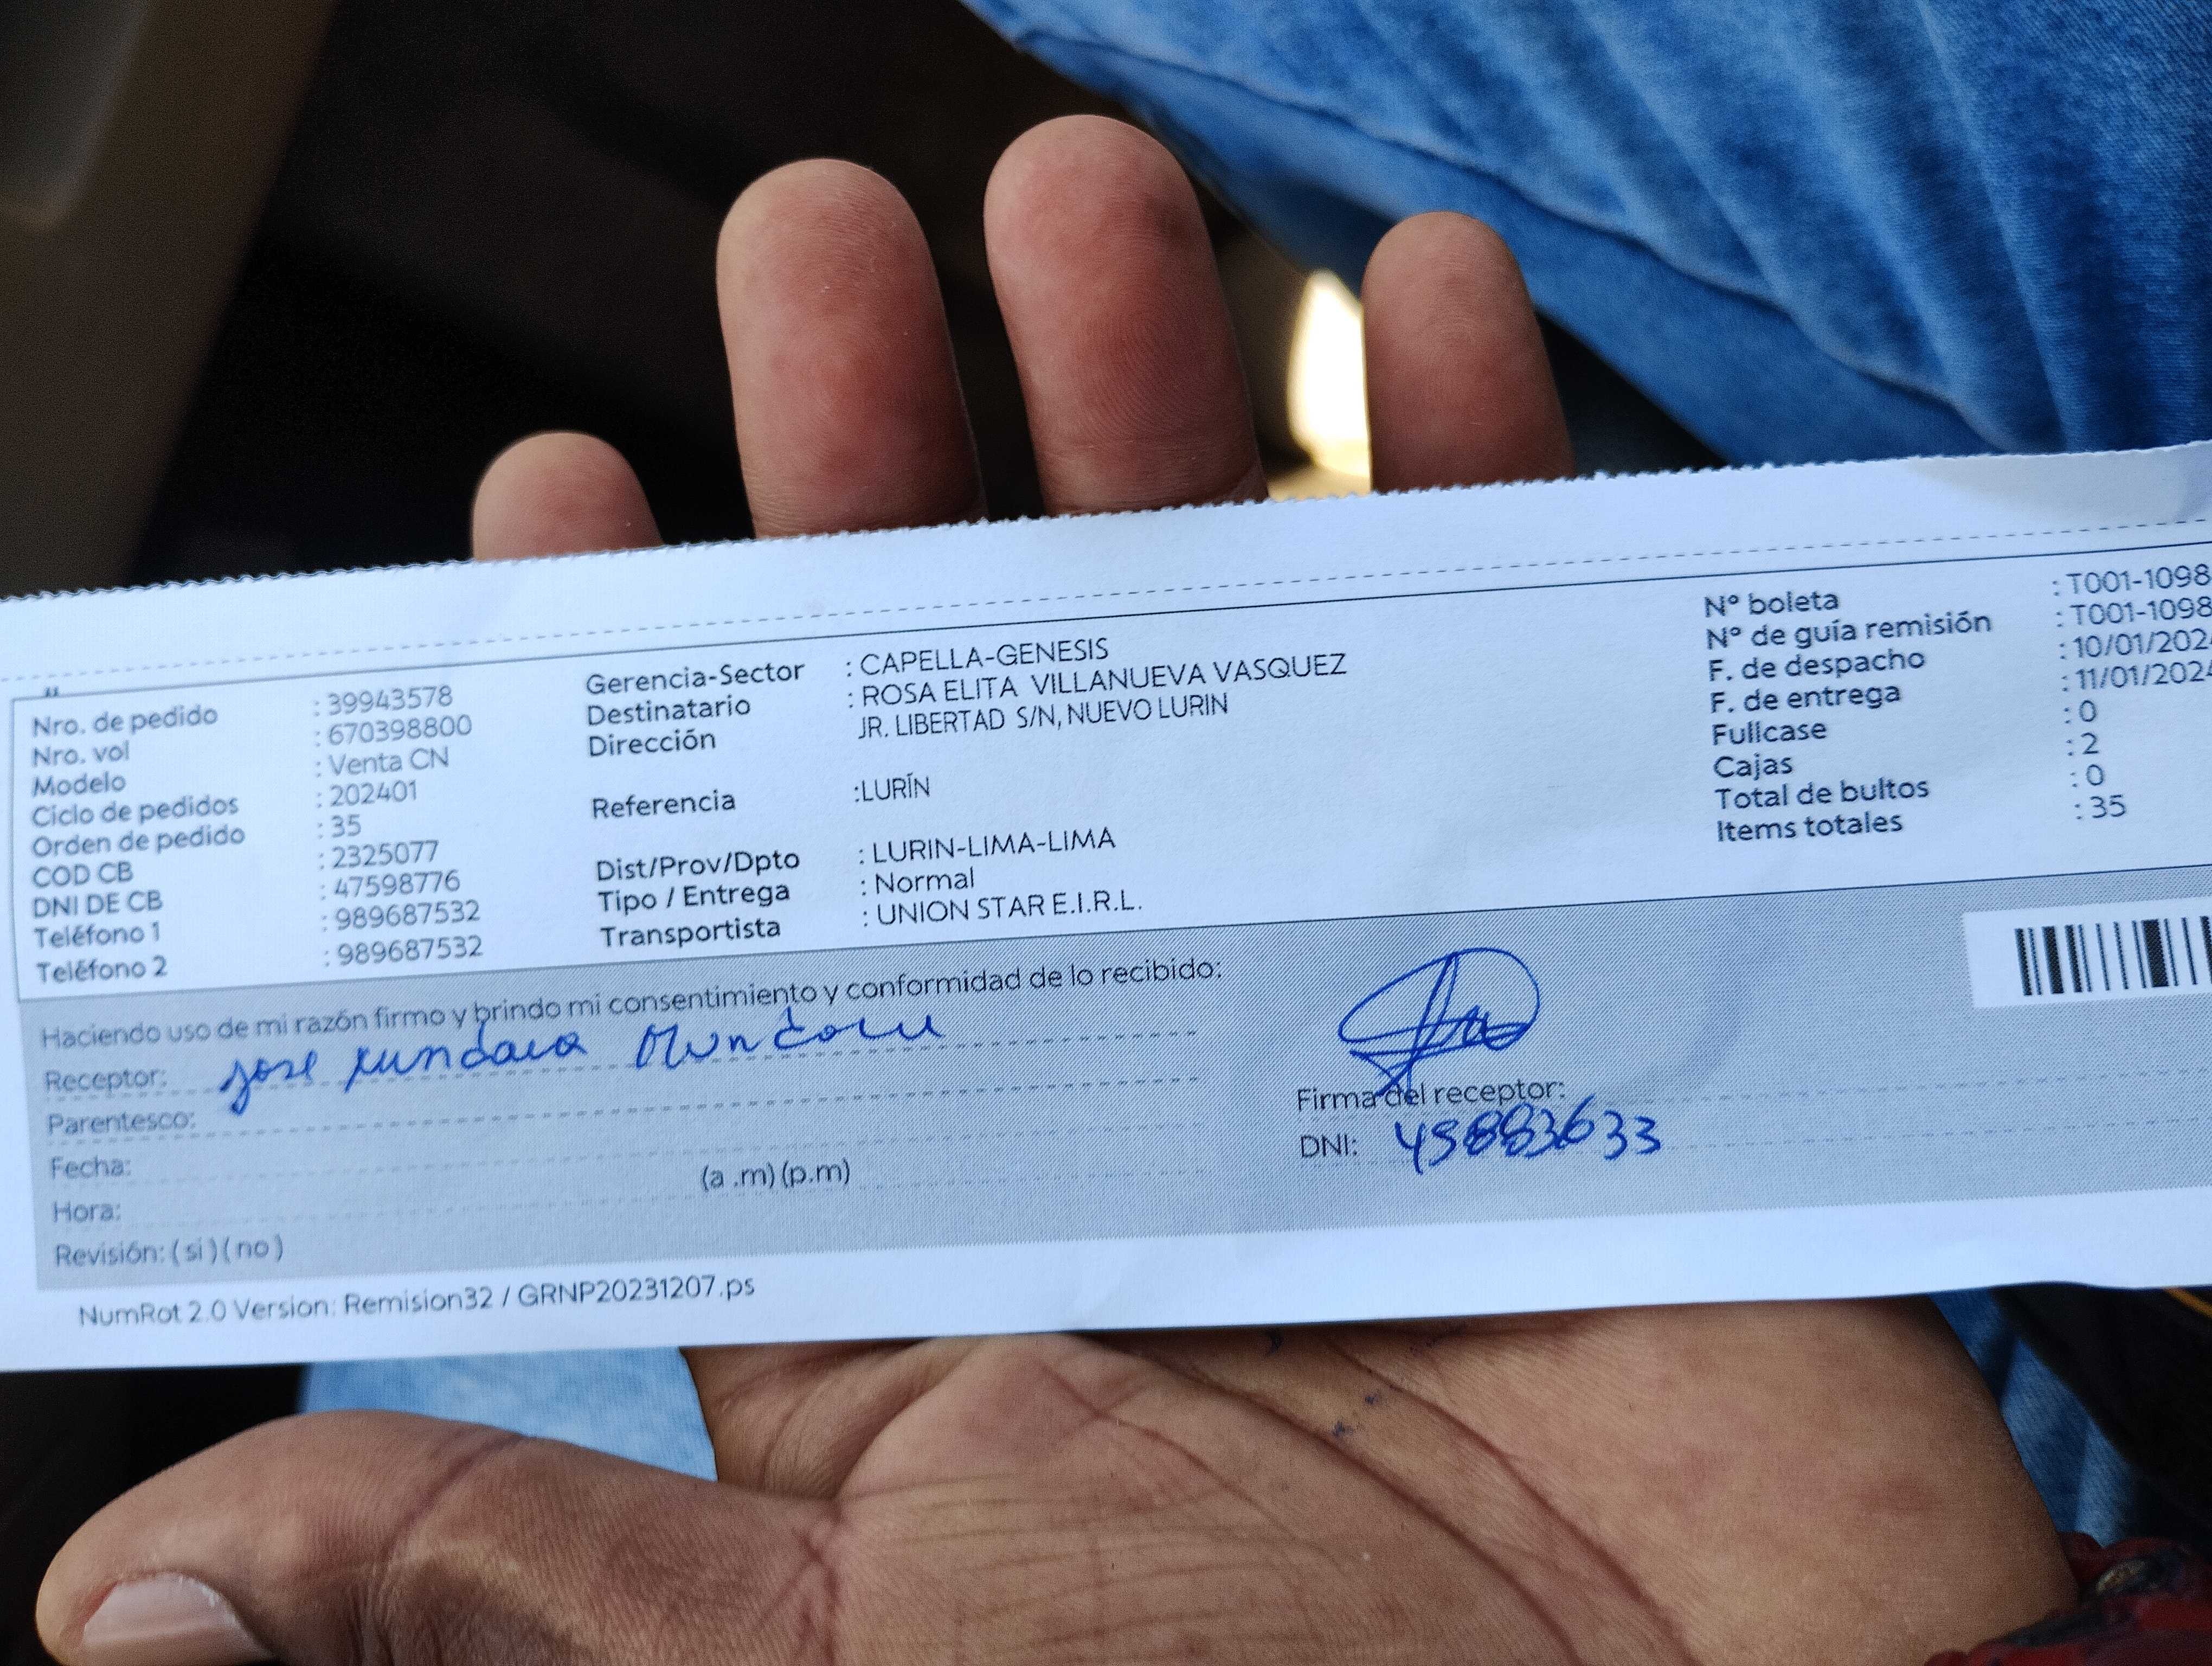 Nro. de pedido : 39943578
Nro. vol : 670398800
Modelo : Venta CN
Ciclo de pedidos : 202401
Orden de pedido : 35
COD CB : 2325077
DNI DE CB : 47598776
Teléfono 1 : 989687532
Teléfono 2 : 989687532
Gerencia-Sector : CAPELLA-GENESIS
Destinatario : ROSA ELITA VILLANUEVA VASQUEZ
Dirección JR. LIBERTAD S/N, NUEVO LURIN
Referencia :LURÍN
Dist/Prov/Dpto : LURIN-LIMA-LIMA
Tipo / Entrega : Normal
Transportista : UNION STAR E.I.R.L.
N° boleta : T001-1098
N° de guía remisión : T001-1098
F. de despacho : 10/01/202
F. de entrega : 11/01/202
Fullcase : 0
Cajas : 2
Total de bultos : 0
Items totales : 35
Haciendo uso de mi razón firmo y brindo mi consentimiento y conformidad de lo recibido:
Receptor: jose
Parentesco:
Fecha:
Hora: (a .m) (p.m)
Revisión: ( si ) ( no )
Firma del receptor:
DNI: 45883633
NumRot 2.0 Version: Remision32 / GRNP20231207.ps